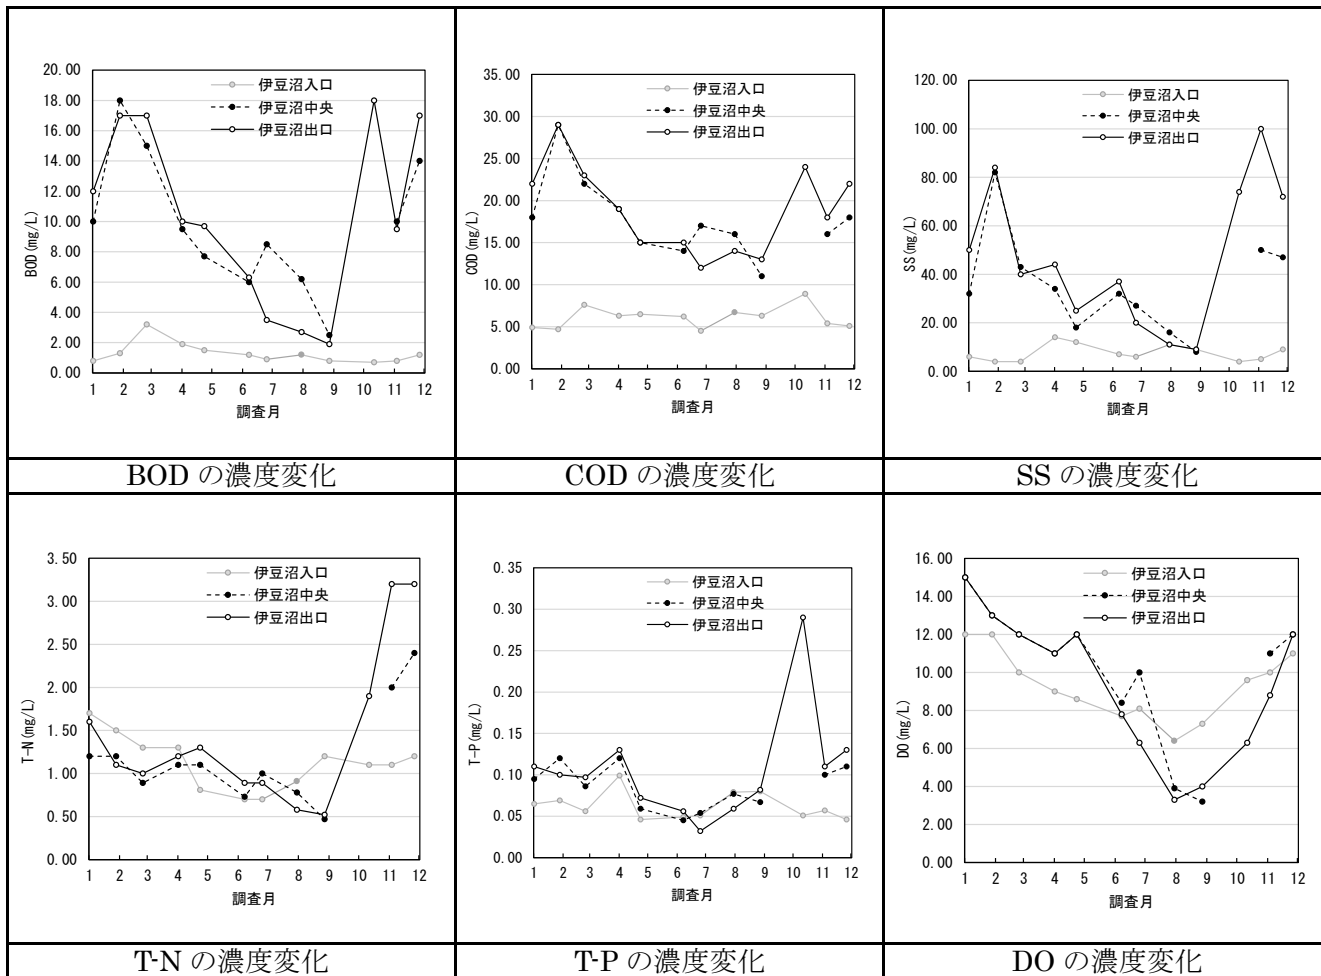 20.00
18.00
16.00
14.00
12.00
10.00
8.00
6.00
4.00
2.00
0.00
BOD(mg/L)
伊豆沼入口
伊豆沼中央
伊豆沼出口
1 2 3 4 5 6 7 8 9 10 11 12
調査月
BOD の濃度変化
35.00
30.00
25.00
20.00
15.00
10.00
5.00
0.00
COD(mg/L)
伊豆沼入口
伊豆沼中央
伊豆沼出口
1 2 3 4 5 6 7 8 9 10 11 12
調査月
COD の濃度変化
120.00
100.00
80.00
60.00
40.00
20.00
0.00
SS(mg/L)
伊豆沼入口
伊豆沼中央
伊豆沼出口
1 2 3 4 5 6 7 8 9 10 11 12
調査月
SS の濃度変化
3.50
3.00
2.50
2.00
1.50
1.00
0.50
0.00
T-N(mg/L)
伊豆沼入口
伊豆沼中央
伊豆沼出口
1 2 3 4 5 6 7 8 9 10 11 12
調査月
T-N の濃度変化
0.35
0.30
0.25
0.20
0.15
0.10
0.05
0.00
T-P(mg/L)
伊豆沼入口
伊豆沼中央
伊豆沼出口
1 2 3 4 5 6 7 8 9 10 11 12
調査月
T-P の濃度変化
16.00
14.00
12.00
10.00
8.00
6.00
4.00
2.00
0.00
DO(mg/L)
伊豆沼入口
伊豆沼中央
伊豆沼出口
1 2 3 4 5 6 7 8 9 10 11 12
調査月
DO の濃度変化